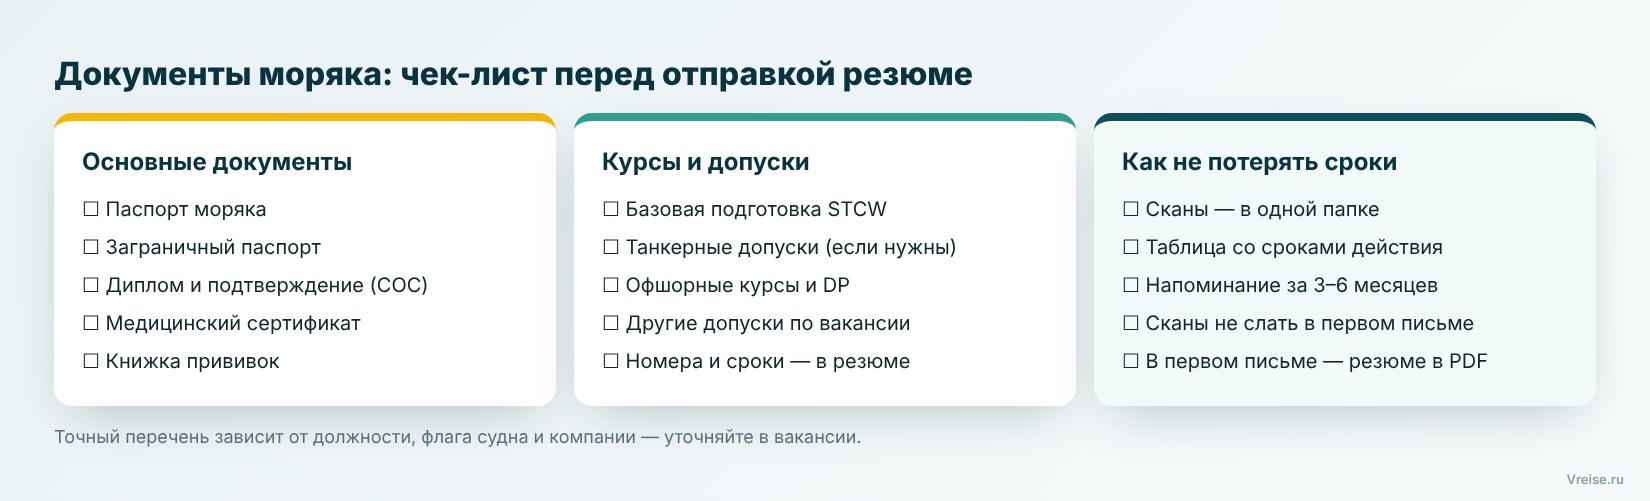 Документы моряка: чек-лист перед отправкой резюме
Основные документы
☐ Паспорт моряка
☐ Заграничный паспорт
☐ Диплом и подтверждение (COC)
☐ Медицинский сертификат
☐ Книжка прививок
Курсы и допуски
☐ Базовая подготовка STCW
☐ Танкерные допуски (если нужны)
☐ Офшорные курсы и DP
☐ Другие допуски по вакансии
☐ Номера и сроки — в резюме
Как не потерять сроки
☐ Сканы — в одной папке
☐ Таблица со сроками действия
☐ Напоминание за 3–6 месяцев
☐ Сканы не слать в первом письме
☐ В первом письме — резюме в PDF
Точный перечень зависит от должности, флага судна и компании — уточняйте в вакансии.
Vreise.ru